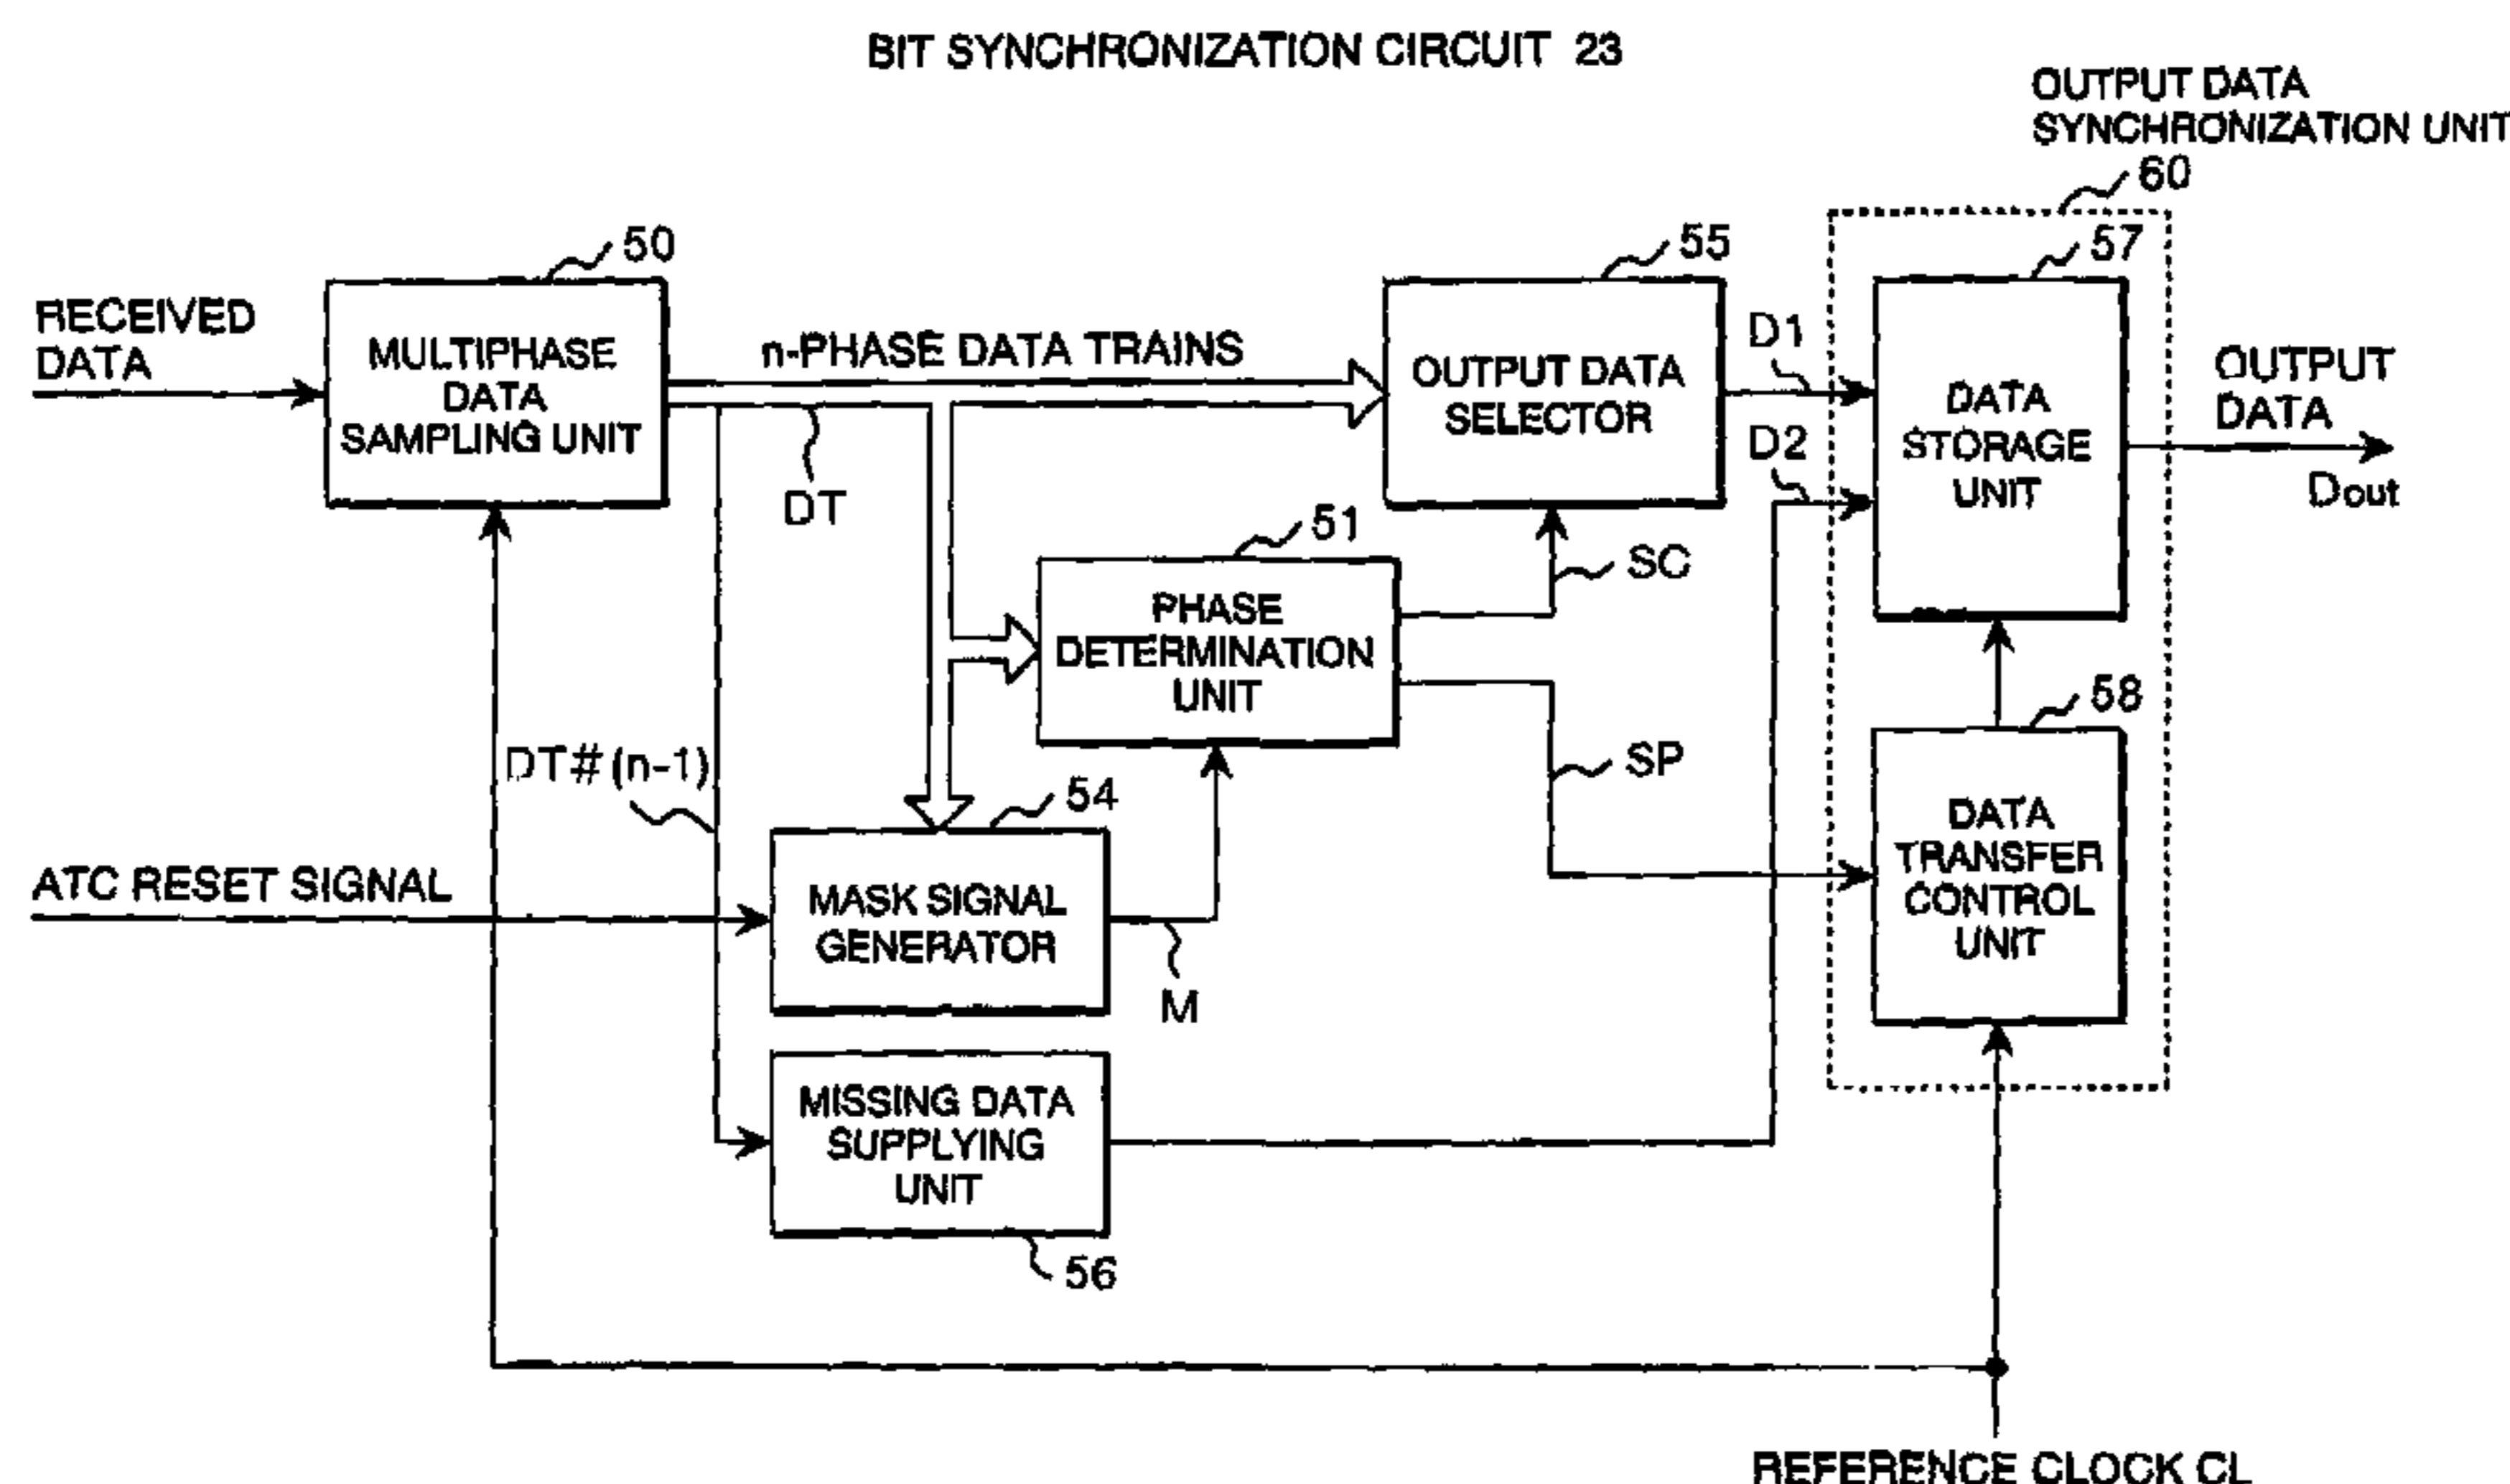 BIT SYNCHRONIZATION CIRCUIT 23
OUTPUT DATA
SYNCHRONIZATION UNIT
60
50
55
57
RECEIVED
DATA
MULTIPHASE
DATA
SAMPLING UNIT
n-PHASE DATA TRAINS
DT
OUTPUT DATA
SELECTOR
D1
D2
DATA
STORAGE
UNIT
OUTPUT
DATA
Dout
51
SC
PHASE
DETERMINATION
UNIT
SP
58
DT#(n-1)
54
DATA
TRANSFER
CONTROL
UNIT
ATC RESET SIGNAL
MASK SIGNAL
GENERATOR
M
MISSING DATA
SUPPLYING
UNIT
56
REFERENCE CLOCK CL